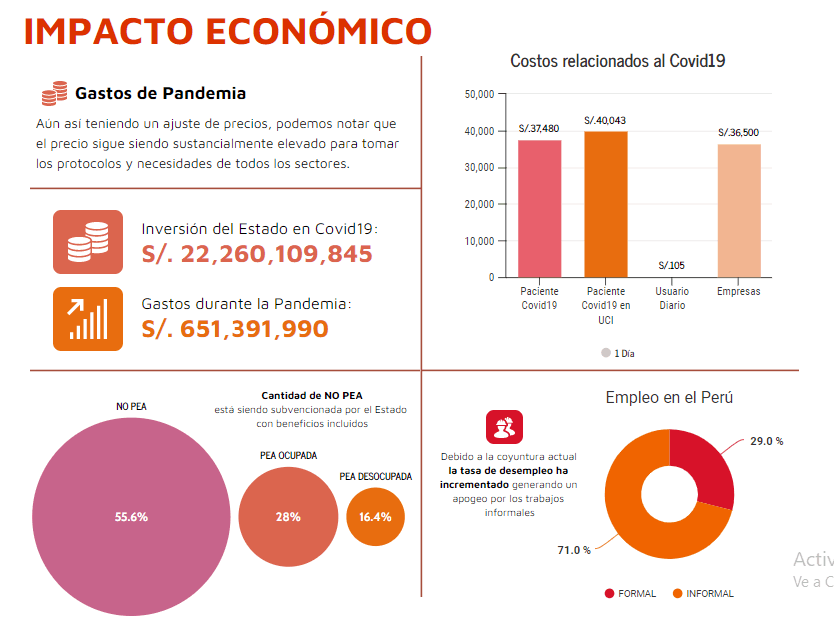 IMPACTO ECONÓMICO
Gastos de Pandemia
Aún así teniendo un ajuste de precios, podemos notar que
el precio sigue siendo sustancialmente elevado para tomar
los protocolos y necesidades de todos los sectores.
Inversión del Estado en Covid19:
S/. 22,260,109,845
Gastos durante la Pandemia:
S/. 651,391,990
Costos relacionados al Covid19
50,000
40,000
30,000
20,000
10,000
0
S/.37,480
S/.40,043
S/.105
S/.36,500
Paciente
Covid19
Paciente
Covid19 en
UCI
Usuario
Diario
Empresas
1 Día
Cantidad de NO PEA
está siendo subvencionada por el Estado
con beneficios incluidos
NO PEA
55.6%
PEA OCUPADA
28%
PEA DESOCUPADA
16.4%
Debido a la coyuntura actual
la tasa de desempleo ha
incrementado generando un
apogeo por los trabajos
informales
Empleo en el Perú
29.0 %
71.0 %
FORMAL
INFORMAL
Activ
Ve a C